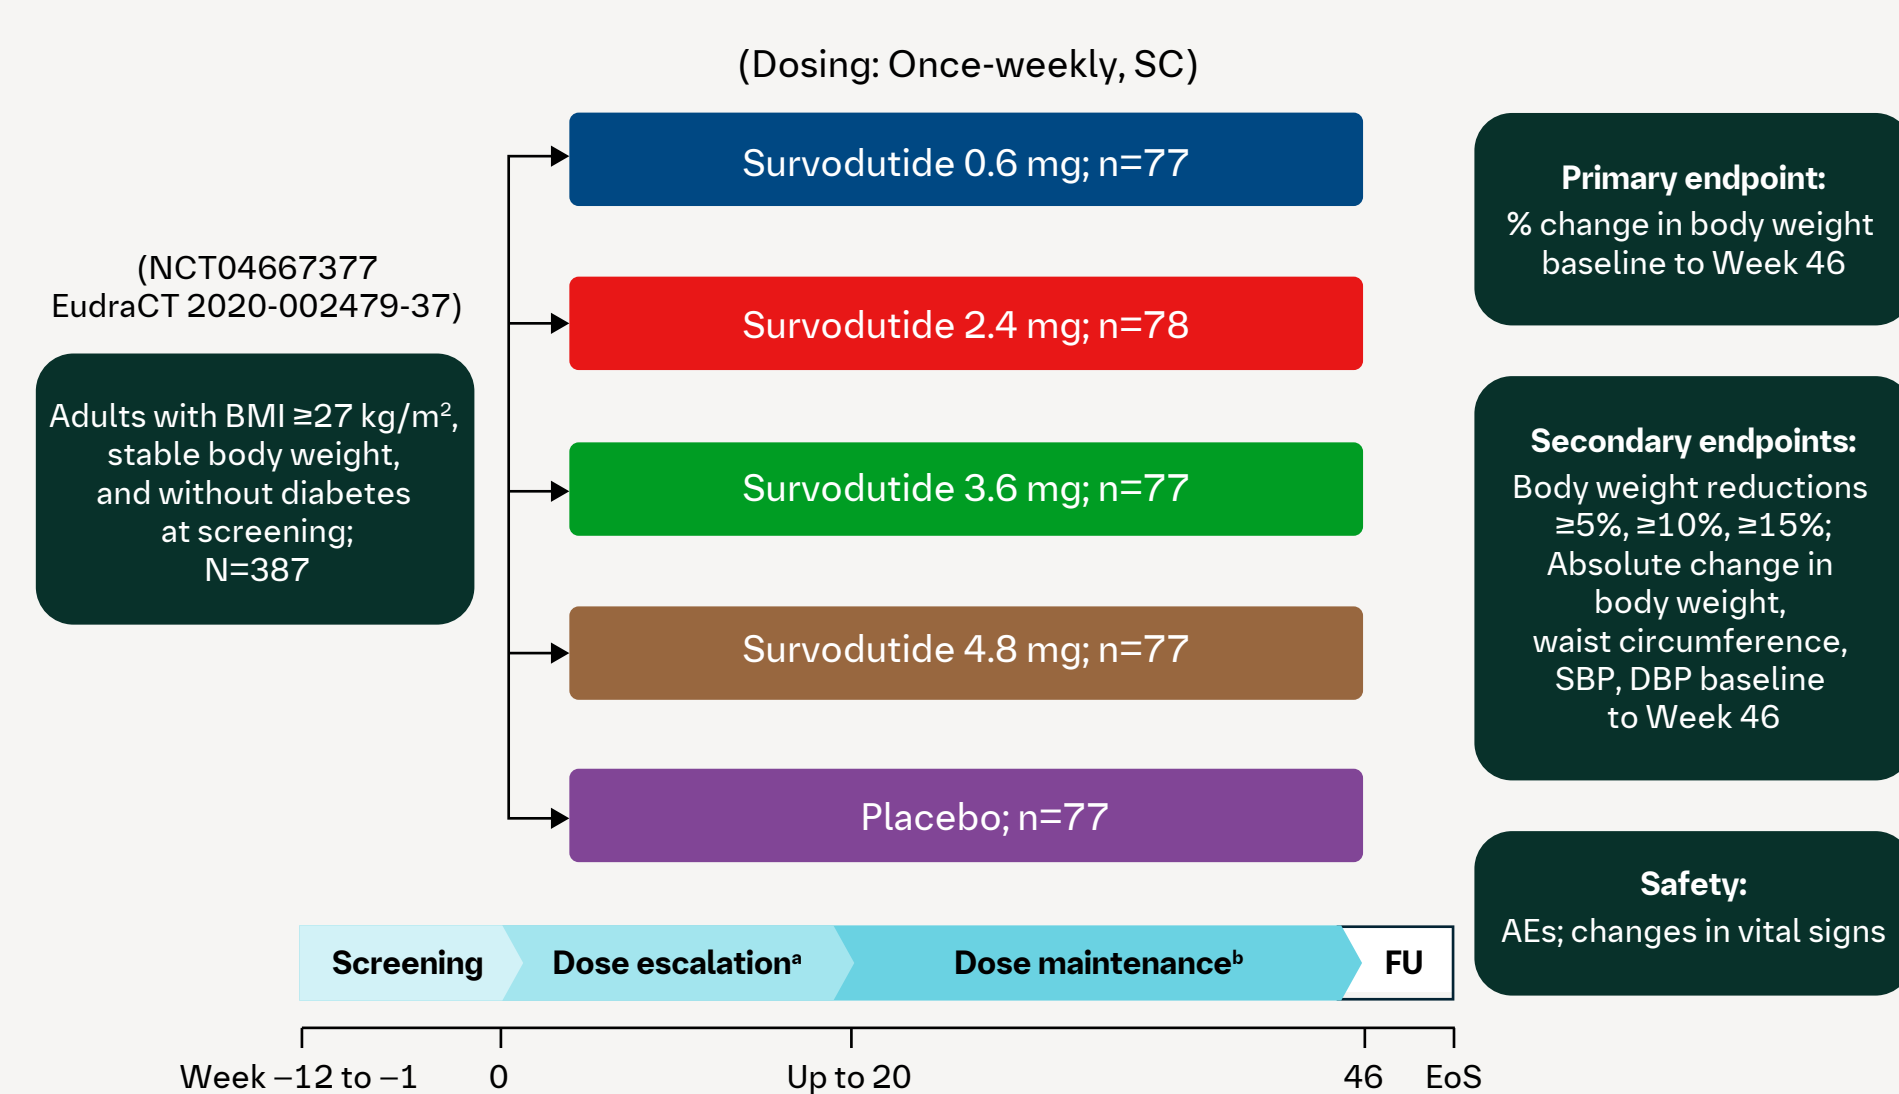 (Dosing: Once-weekly, SC)
(NCT04667377
EudraCT 2020-002479-37)
Adults with BMI ≥27 kg/m²,
stable body weight,
and without diabetes
at screening;
N=387
Survodutide 0.6 mg; n=77
Survodutide 2.4 mg; n=78
Survodutide 3.6 mg; n=77
Survodutide 4.8 mg; n=77
Placebo; n=77
Primary endpoint:
% change in body weight
baseline to Week 46
Secondary endpoints:
Body weight reductions
≥5%, ≥10%, ≥15%;
Absolute change in
body weight,
waist circumference,
SBP, DBP baseline
to Week 46
Safety:
AEs; changes in vital signs
Screening Dose escalationᵃ Dose maintenanceᵇ FU
Week –12 to –1 0 Up to 20 46 EoS